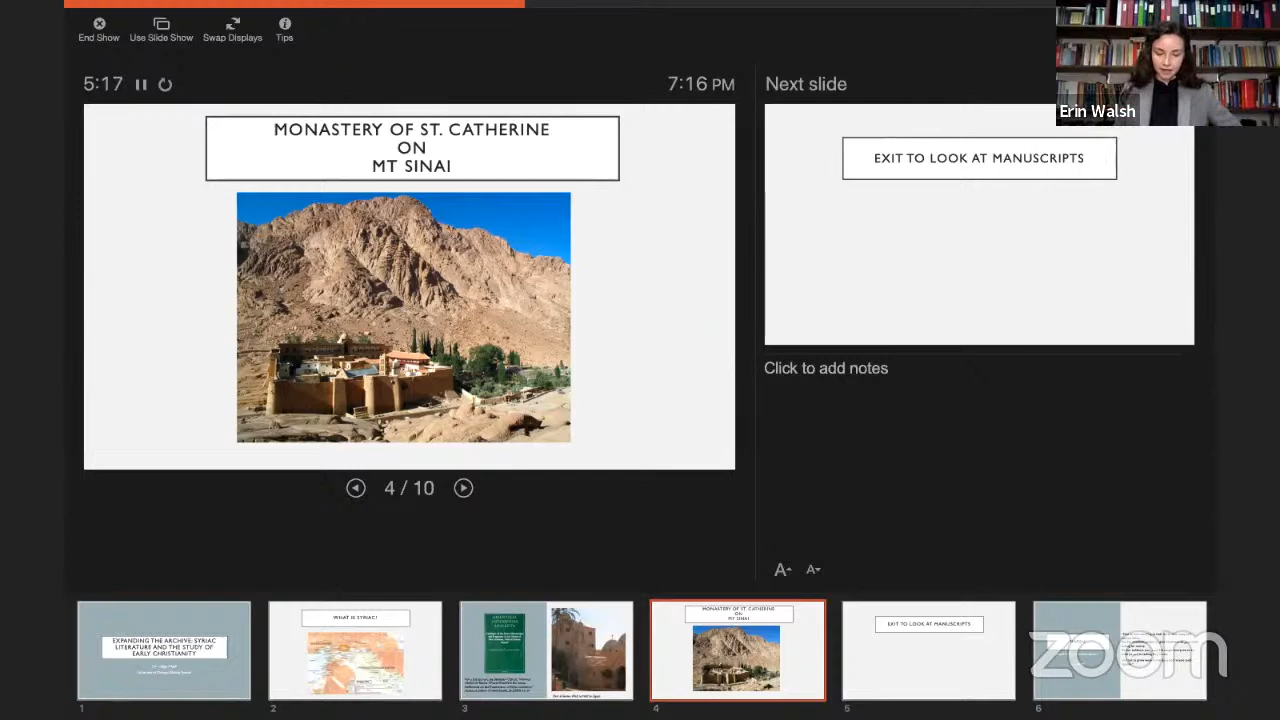 End Show
Use Slide Show
Swap Displays
Tips
5:17
7:16 PM
Next slide
Erin Walsh
MONASTERY OF ST. CATHERINE
ON
MT SINAI
EXIT TO LOOK AT MANUSCRIPTS
Click to add notes
4 / 10
A
A
EXPANDING THE ARCHIVE: SYRIAC
LITERATURE AND THE STUDY OF
EARLY CHRISTIANITY
WHAT IS SYRIAC?
MONASTERY OF ST. CATHERINE
ON
MT SINAI
EXIT TO LOOK AT MANUSCRIPTS
zoom
1
2
3
4
5
6